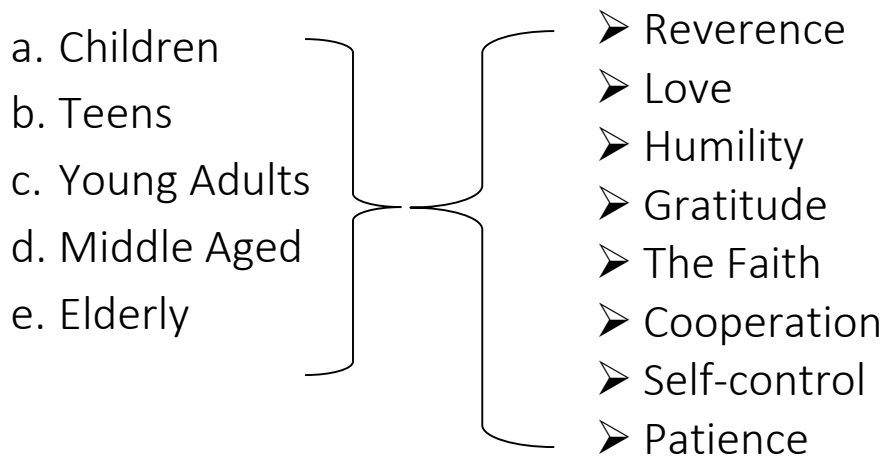 a. Children
b. Teens
c. Young Adults
d. Middle Aged
e. Elderly
➢ Reverence
➢ Love
➢ Humility
➢ Gratitude
➢ The Faith
➢ Cooperation
➢ Self-control
➢ Patience